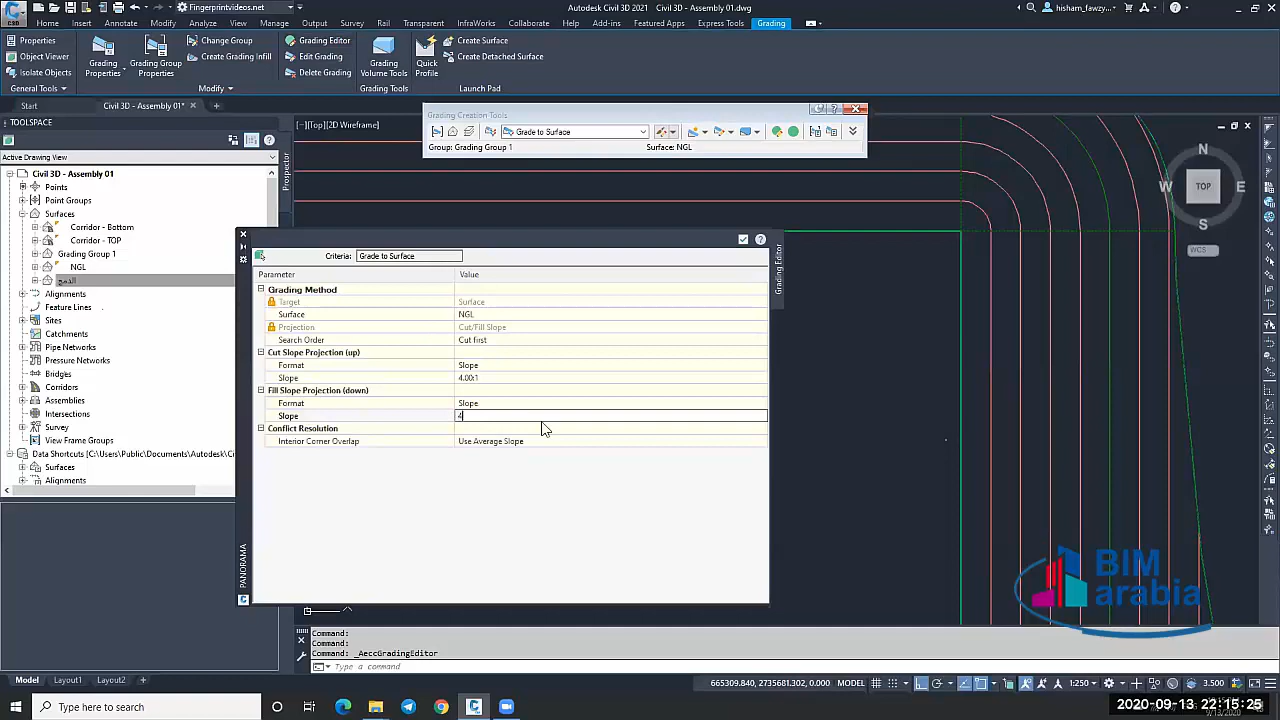 Fingerprintvideos.net
Autodesk Civil 3D 2021 Civil 3D - Assembly 01.dwg
hisham_fawzy...
Home Insert Annotate Modify Analyze View Manage Output Survey Rail Transparent InfraWorks Collaborate Help Add-ins Featured Apps Express Tools Grading
Properties
Object Viewer
Isolate Objects
General Tools
Grading Properties
Grading Group Properties
Change Group
Create Grading Infill
Modify
Grading Editor
Edit Grading
Delete Grading
Grading Volume Tools
Grading Tools
Quick Profile
Create Surface
Create Detached Surface
Launch Pad
Start Civil 3D - Assembly 01*
TOOLSPACE
Active Drawing View
Civil 3D - Assembly 01
Points
Point Groups
Surfaces
Corridor - Bottom
Corridor - TOP
Grading Group 1
NGL
الدمج
Alignments
Feature Lines
Sites
Catchments
Pipe Networks
Pressure Networks
Bridges
Corridors
Assemblies
Intersections
Survey
View Frame Groups
Data Shortcuts [C:\Users\Public\Documents\Autodesk\Ci
Surfaces
Alignments
Prospector
[-][Top][2D Wireframe]
Grading Creation Tools
Grade to Surface
Group: Grading Group 1 Surface: NGL
N
W TOP E
S
WCS
Criteria: Grade to Surface
Parameter Value
Grading Method
Target Surface
Surface NGL
Projection Cut/Fill Slope
Search Order Cut first
Cut Slope Projection (up)
Format Slope
Slope 4.00:1
Fill Slope Projection (down)
Format Slope
Slope 4
Conflict Resolution
Interior Corner Overlap Use Average Slope
Grading Editor
PANORAMA
BIM
arabia
Command:
Command:
Command: _AeccGradingEditor
Type a command
Model Layout1 Layout2 +
665309.840, 2735681.302, 0.000 MODEL
1:250
3.500
Type here to search
2020-09-13 22:15:25